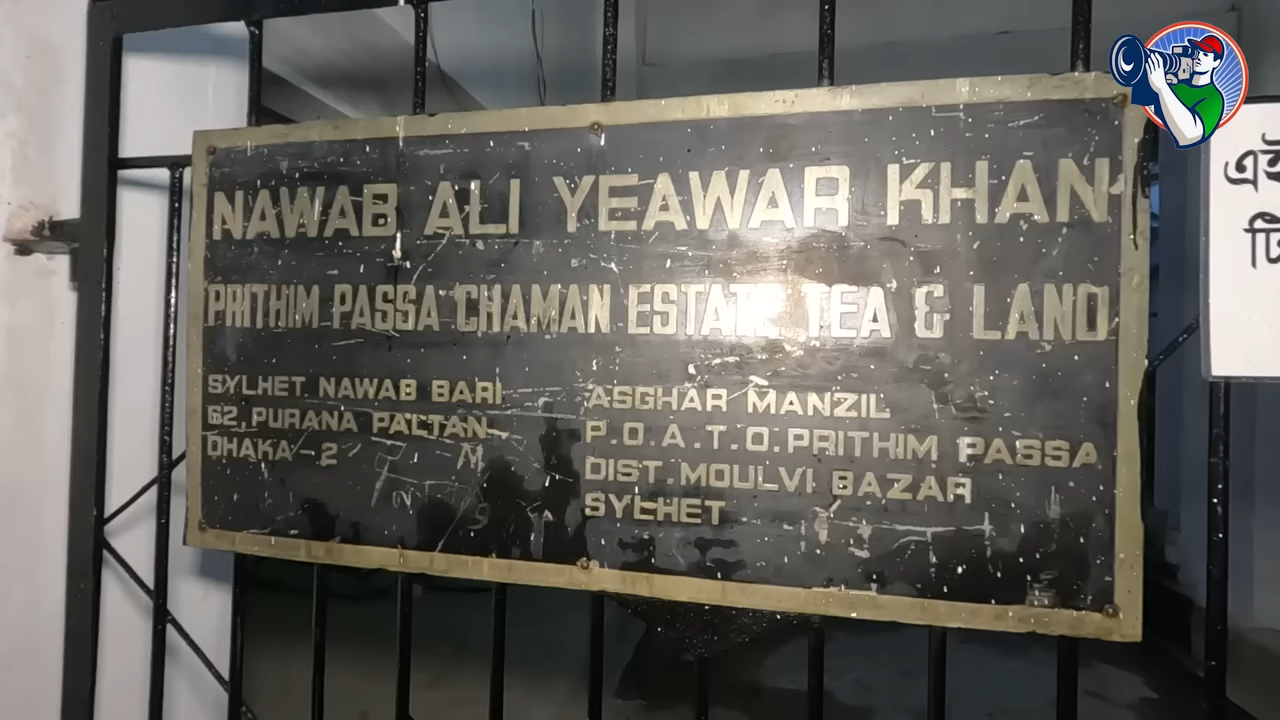 NAWAB ALI YEAWAR KHAN
PRITHIM PASSA CHAMAN ESTATE TEA & LAND
SYLHET NAWAB BARI
62, PURANA PALTAN
DHAKA-2
ASGHAR MANZIL
P.O.A.T.O.PRITHIM PASSA
DIST.MOULVI BAZAR
SYLHET
এই